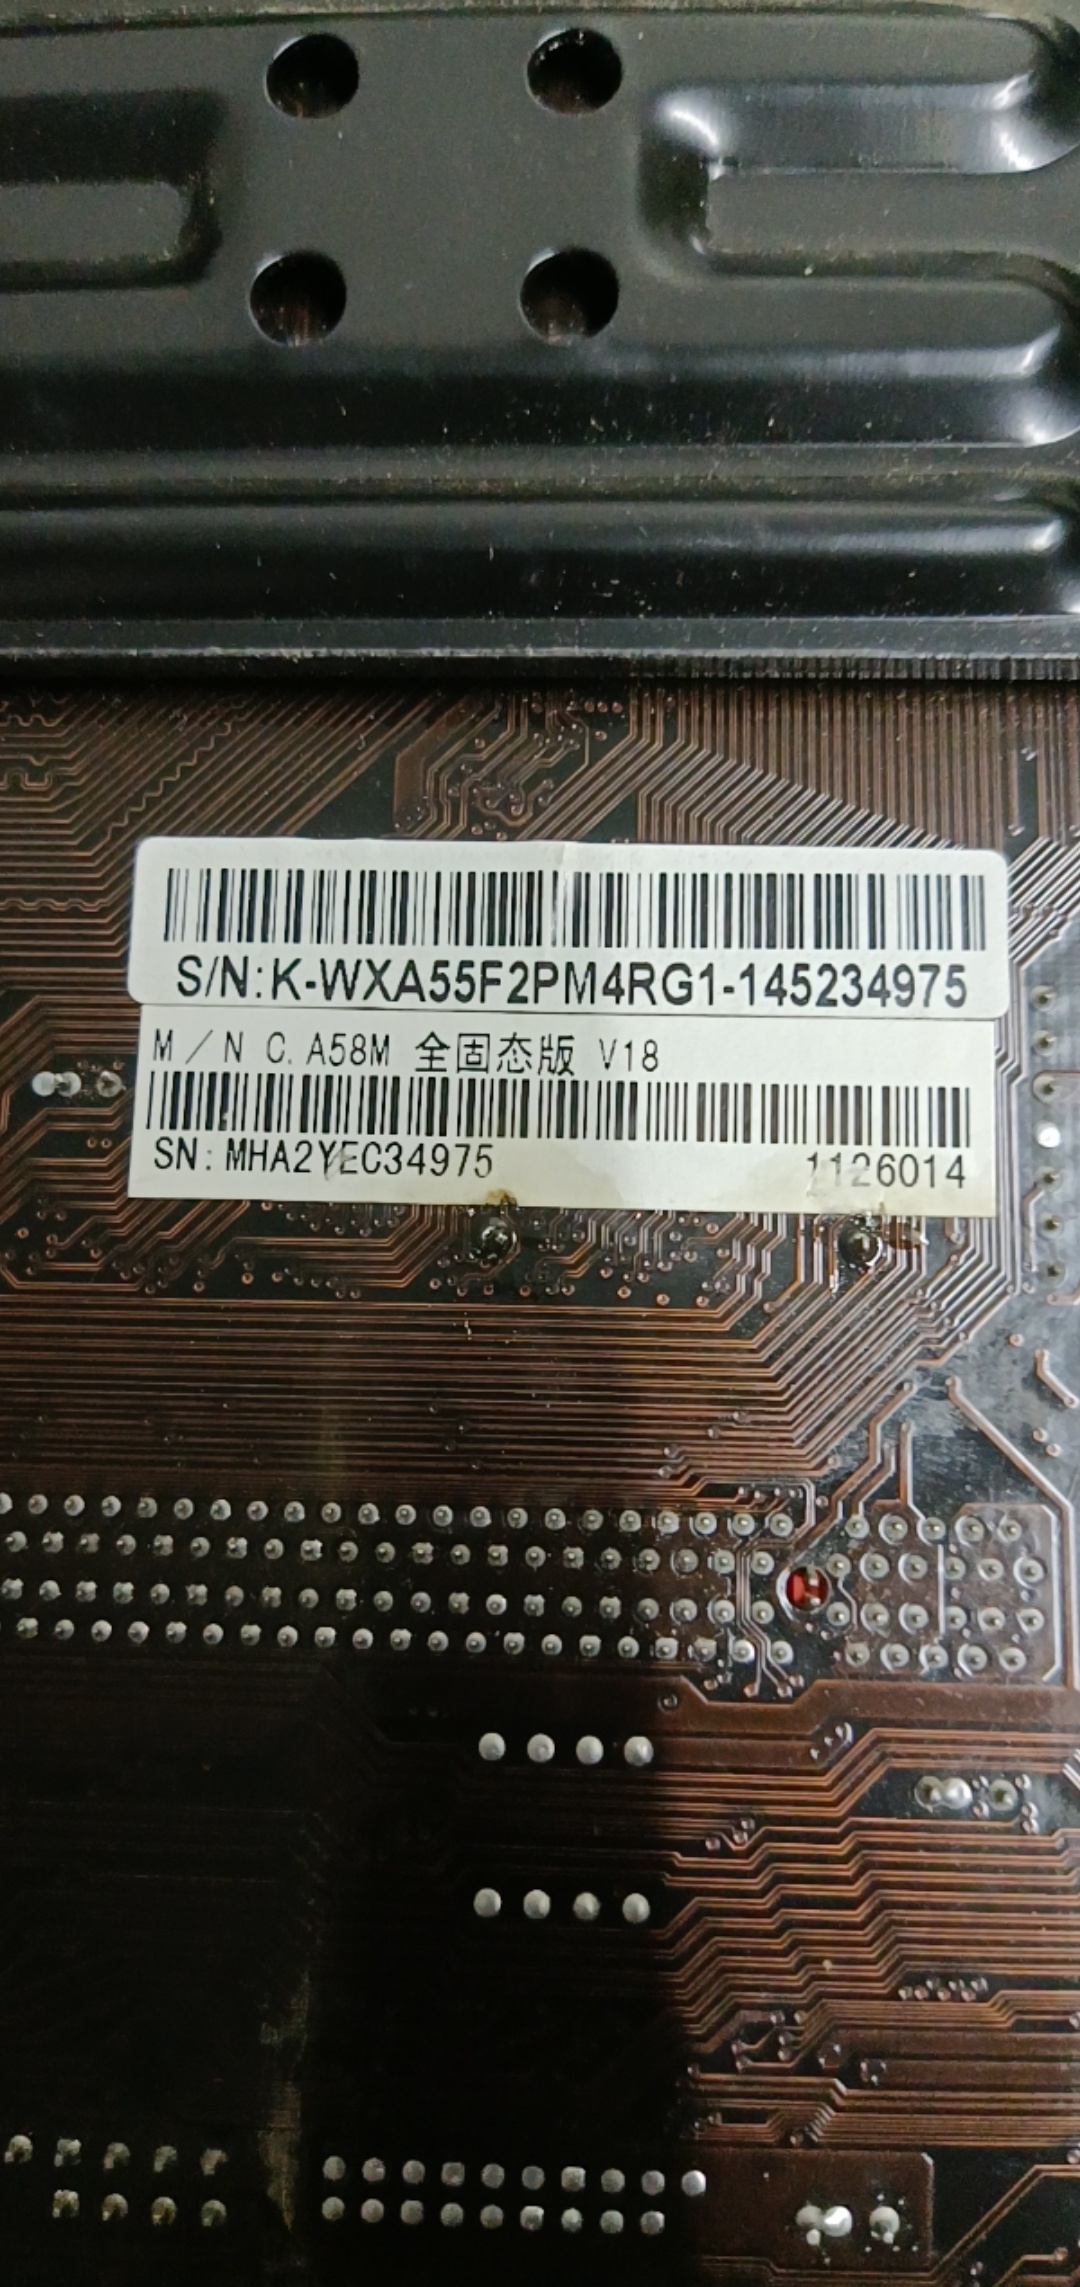 S/N:K-WXA55F2PM4RG1-145234975
M/N C.A58M 全固态版 V18
SN:MHA2YEC34975 1126014